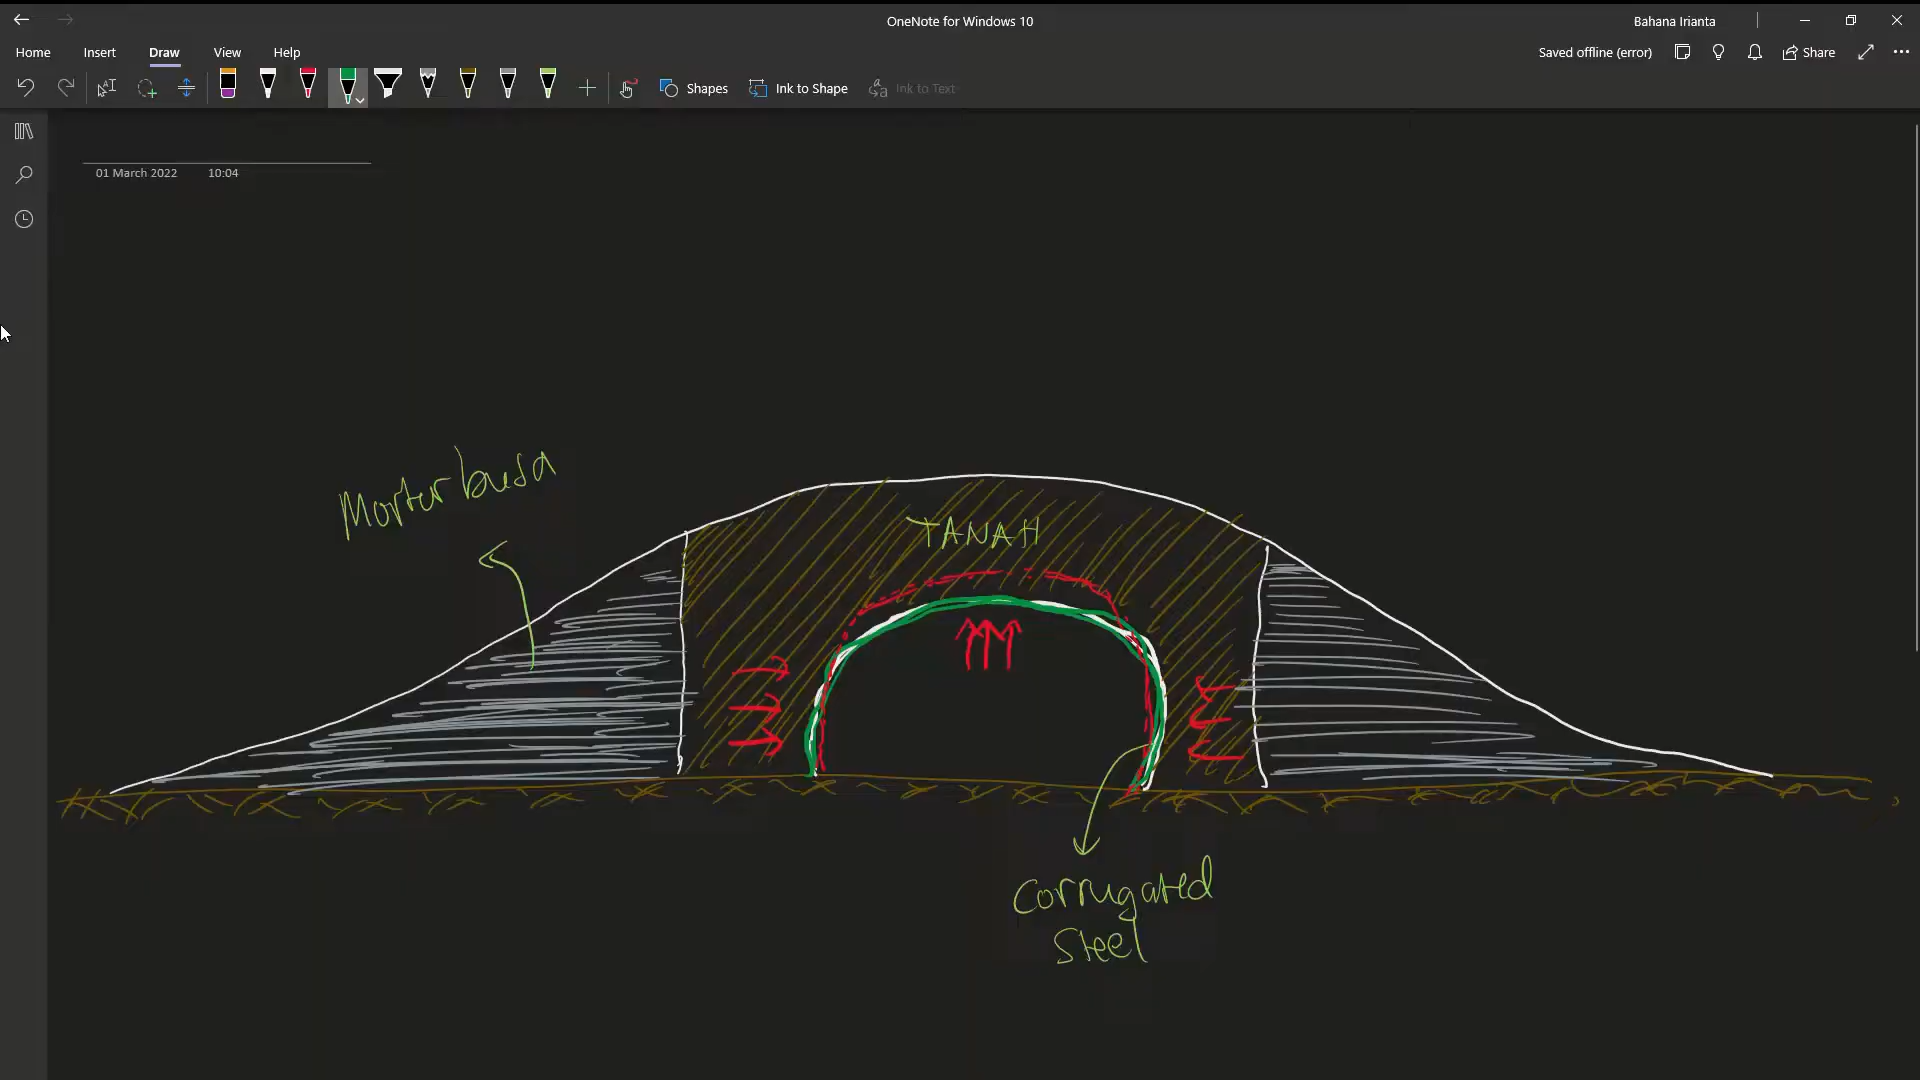 OneNote for Windows 10
Bahana Irianta
Home Insert Draw View Help
Saved offline (error)
Share
Shapes
Ink to Shape
Ink to Text
01 March 2022 10:04
Mortar busa
TANAH
Corrugated
Steel